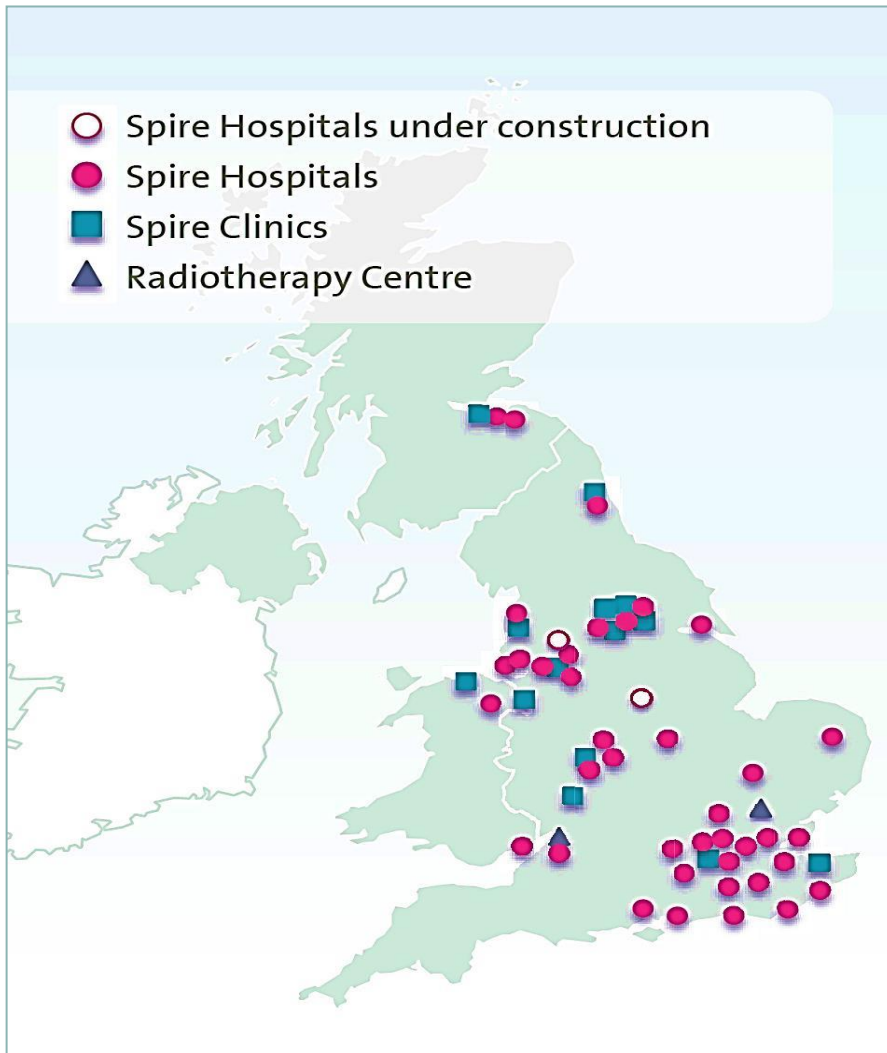 Spire Hospitals under construction
Spire Hospitals
Spire Clinics
Radiotherapy Centre